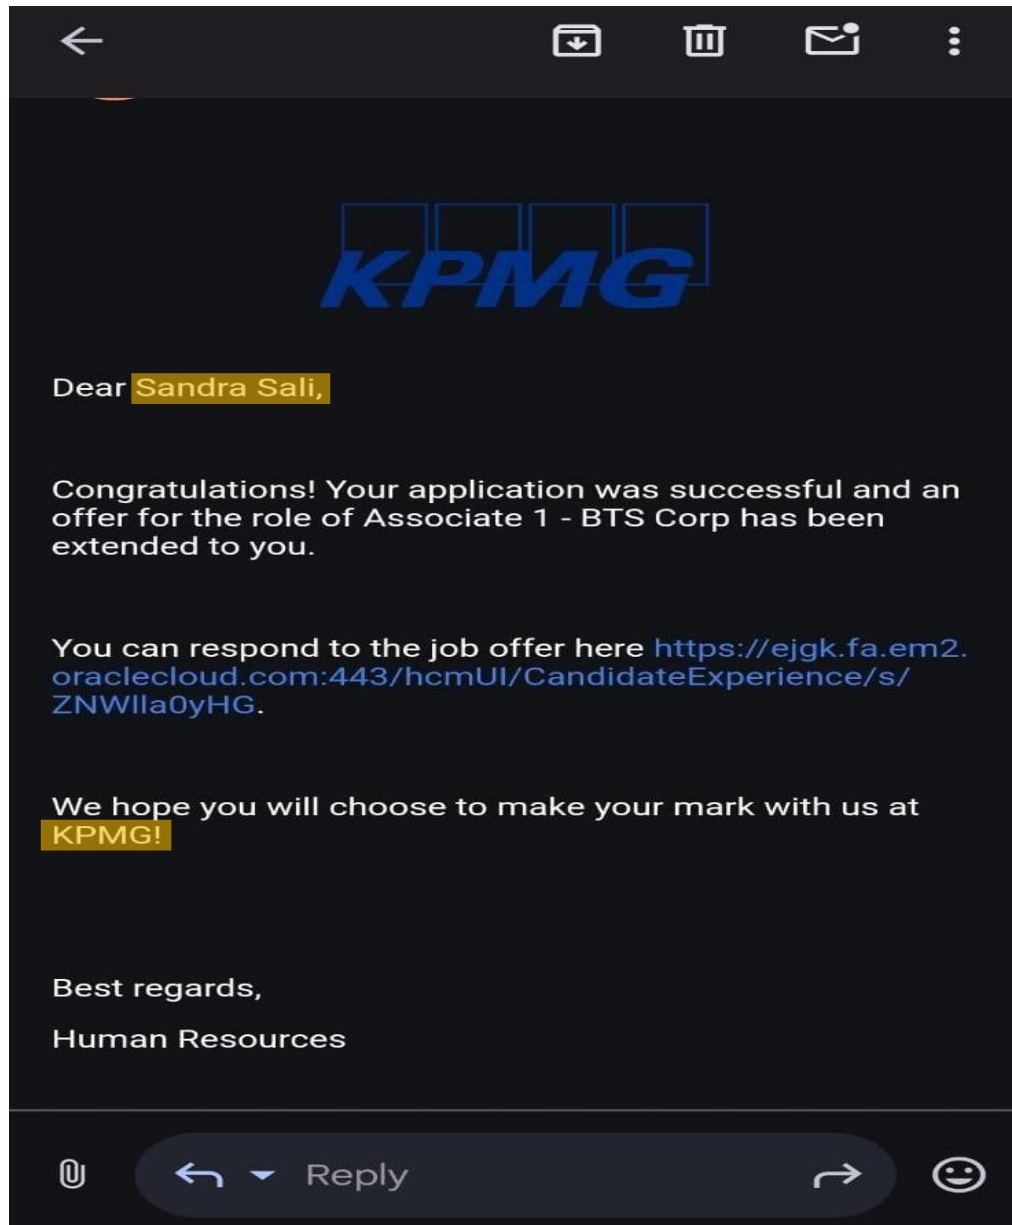 KPMG
Dear Sandra Sali,
Congratulations! Your application was successful and an
offer for the role of Associate 1 - BTS Corp has been
extended to you.
You can respond to the job offer here https://ejgk.fa.em2.
oraclecloud.com:443/hcmUI/CandidateExperience/s/
ZNWlla0yHG.
We hope you will choose to make your mark with us at
KPMG!
Best regards,
Human Resources
Reply